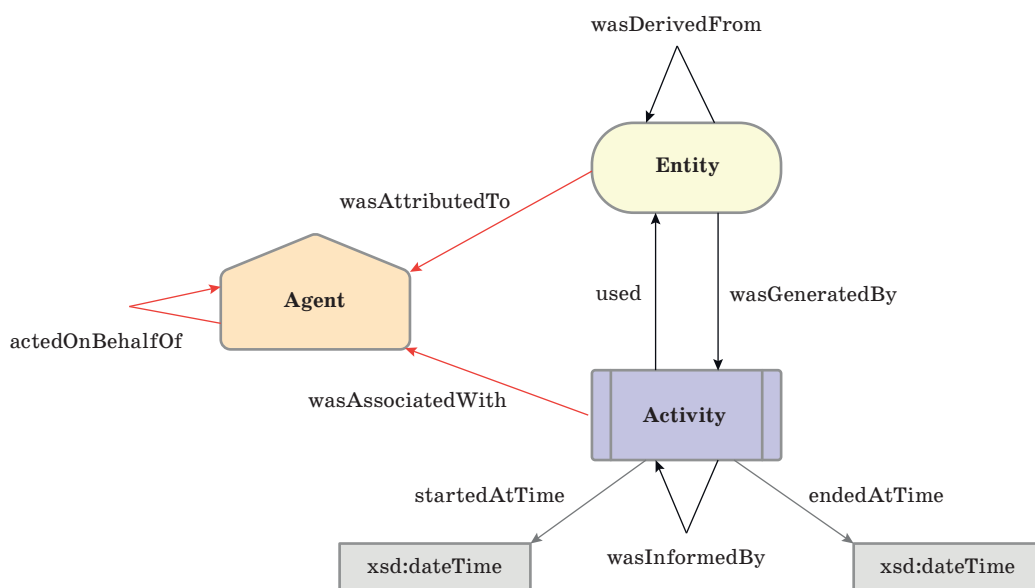 wasDerivedFrom
Entity
wasAttributedTo
Agent
used
wasGeneratedBy
actedOnBehalfOf
wasAssociatedWith
Activity
startedAtTime
endedAtTime
wasInformedBy
xsd:dateTime
xsd:dateTime